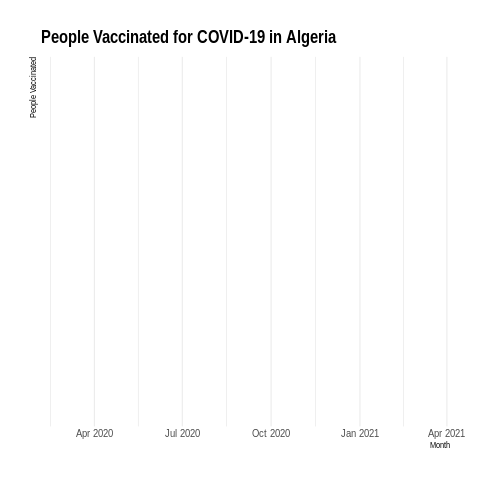 People Vaccinated for COVID-19 in Algeria
People Vaccinated
Apr 2020
Jul 2020
Oct 2020
Jan 2021
Apr 2021
Month